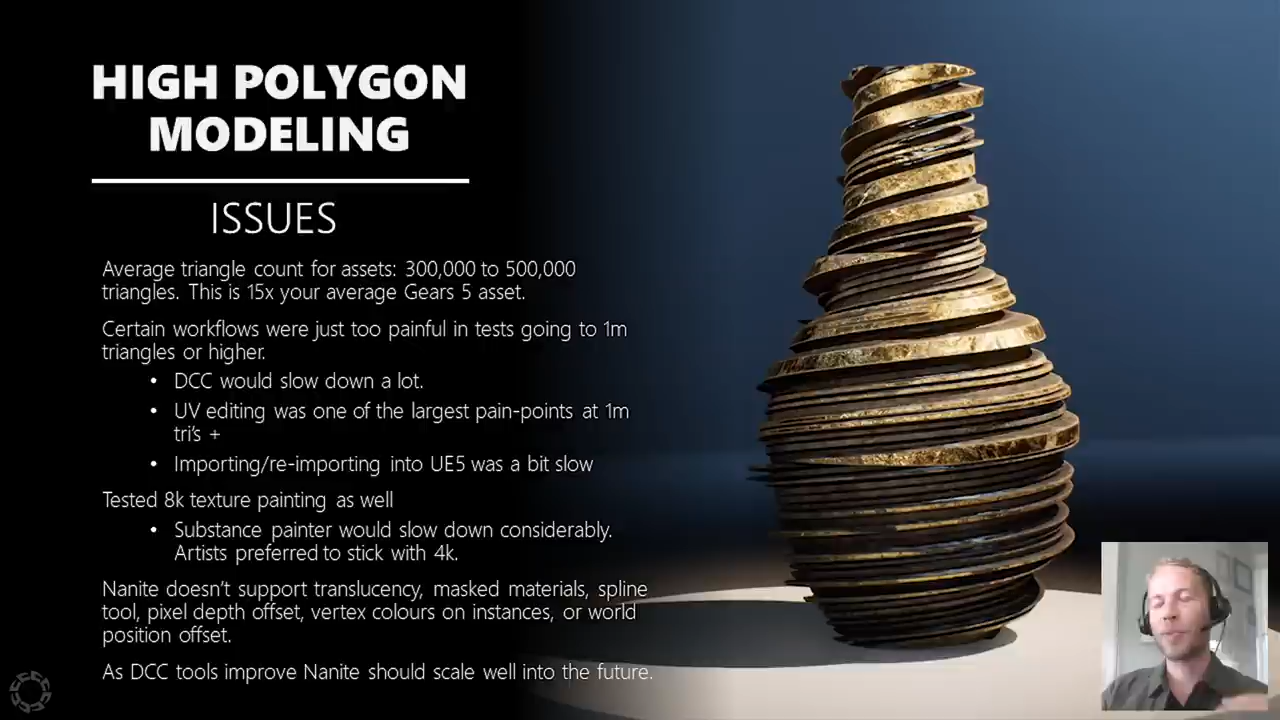 HIGH POLYGON
MODELING
ISSUES
Average triangle count for assets: 300,000 to 500,000
triangles. This is 15x your average Gears 5 asset.
Certain workflows were just too painful in tests going to 1m
triangles or higher.
• DCC would slow down a lot.
• UV editing was one of the largest pain-points at 1m
tri's +
• Importing/re-importing into UE5 was a bit slow
Tested 8k texture painting as well
• Substance painter would slow down considerably.
Artists preferred to stick with 4k.
Nanite doesn't support translucency, masked materials, spline
tool, pixel depth offset, vertex colours on instances, or world
position offset.
As DCC tools improve Nanite should scale well into the future.